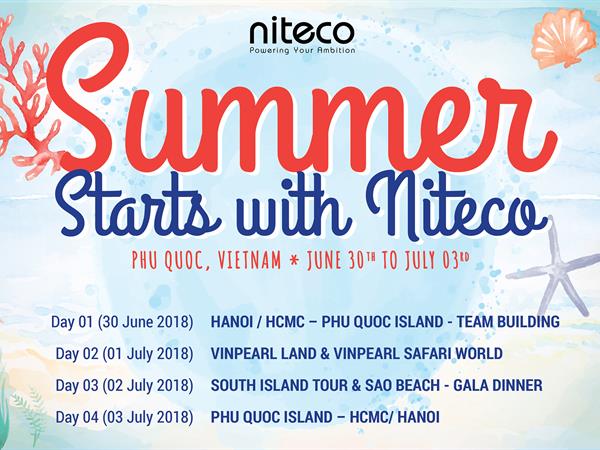 niteco
Powering Your Ambition
Summer
Starts with Niteco
PHU QUOC, VIETNAM * JUNE 30TH TO JULY 03RD
Day 01 (30 June 2018) HANOI / HCMC – PHU QUOC ISLAND - TEAM BUILDING
Day 02 (01 July 2018) VINPEARL LAND & VINPEARL SAFARI WORLD
Day 03 (02 July 2018) SOUTH ISLAND TOUR & SAO BEACH - GALA DINNER
Day 04 (03 July 2018) PHU QUOC ISLAND – HCMC/ HANOI